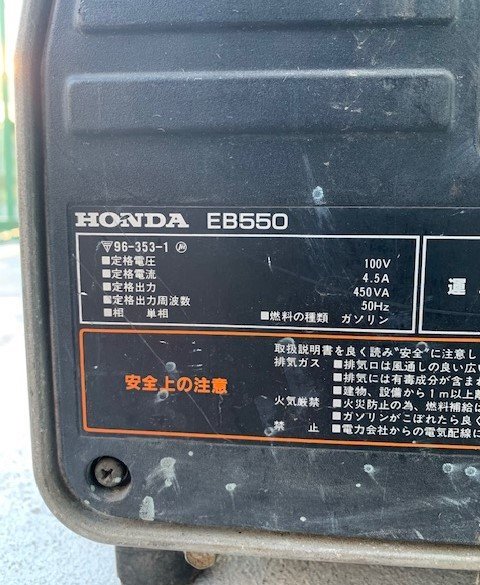 HONDA EB550
96-353-1
■定格電圧 100V
■定格電流 4.5A
■定格出力 450VA
■定格出力周波数 50Hz
■相 単相 ■燃料の種類 ガソリン
運
安全上の注意
取扱説明書を良く読み"安全"に注意し
排気ガス ■排気口は風通しの良い広い
■排気には有毒成分が含まれ
■建物、設備から1m以上離
火気厳禁 ■火災防止の為、燃料補給は
■ガソリンがこぼれたら良く
禁 止 ■電力会社からの電気配線に